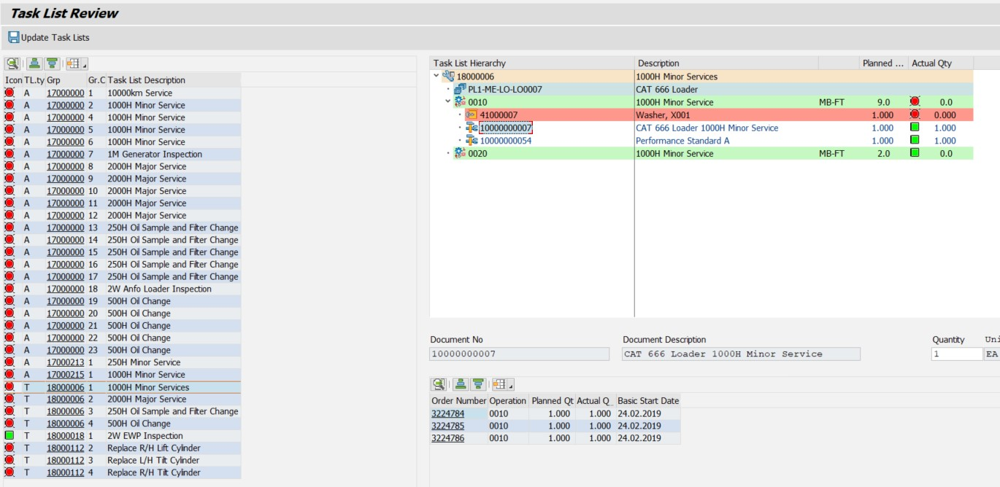 Task List Review
Update Task Lists
Icon TL.ty Grp Gr.C Task List Description
A 17000000 1 10000km Service
A 17000000 2 1000H Minor Service
A 17000000 4 1000H Minor Service
A 17000000 5 1000H Minor Service
A 17000000 6 1000H Minor Service
A 17000000 7 1M Generator Inspection
A 17000000 8 2000H Major Service
A 17000000 9 2000H Major Service
A 17000000 10 2000H Major Service
A 17000000 11 2000H Major Service
A 17000000 12 2000H Major Service
A 17000000 13 250H Oil Sample and Filter Change
A 17000000 14 250H Oil Sample and Filter Change
A 17000000 15 250H Oil Sample and Filter Change
A 17000000 16 250H Oil Sample and Filter Change
A 17000000 17 250H Oil Sample and Filter Change
A 17000000 18 2W Anfo Loader Inspection
A 17000000 19 500H Oil Change
A 17000000 20 500H Oil Change
A 17000000 21 500H Oil Change
A 17000000 22 500H Oil Change
A 17000000 23 500H Oil Change
A 17000213 1 250H Minor Service
A 17000215 1 1000H Minor Service
T 18000006 1 1000H Minor Services
T 18000006 2 2000H Major Service
T 18000006 3 250H Oil Sample and Filter Change
T 18000006 4 500H Oil Change
T 18000018 1 2W EWP Inspection
T 18000112 2 Replace R/H Lift Cylinder
T 18000112 3 Replace L/H Tilt Cylinder
T 18000112 4 Replace R/H Tilt Cylinder
Task List Hierarchy Description Planned ... Actual Qty
18000006 1000H Minor Services
PL1-ME-LO-LO0007 CAT 666 Loader
0010 1000H Minor Service MB-FT 9.0 0.0
41000007 Washer, X001 1.000 0.000
10000000007 CAT 666 Loader 1000H Minor Service 1.000 1.000
10000000054 Performance Standard A 1.000 1.000
0020 1000H Minor Service MB-FT 2.0 0.0
Document No Document Description Quantity Uni
10000000007 CAT 666 Loader 1000H Minor Service 1 EA
Order Number Operation Planned Qt Actual Q.. Basic Start Date
3224784 0010 1.000 1.000 24.02.2019
3224785 0010 1.000 1.000 24.02.2019
3224786 0010 1.000 1.000 24.02.2019